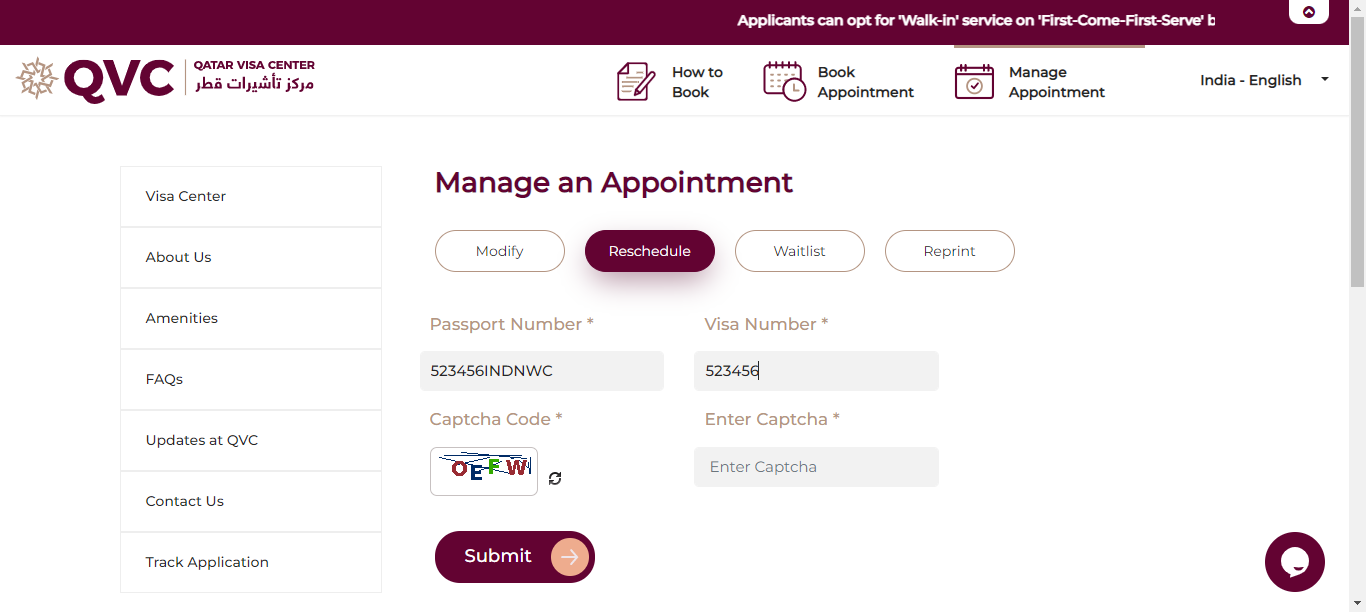 Applicants can opt for 'Walk-in' service on 'First-Come-First-Serve' b
QVC
QATAR VISA CENTER
مركز تأشيرات قطر
How to
Book
Book
Appointment
Manage
Appointment
India - English
Visa Center
About Us
Amenities
FAQs
Updates at QVC
Contact Us
Track Application
Manage an Appointment
Modify
Reschedule
Waitlist
Reprint
Passport Number *
Visa Number *
523456INDNWC
523456
Captcha Code *
Enter Captcha *
OEFW
Enter Captcha
Submit